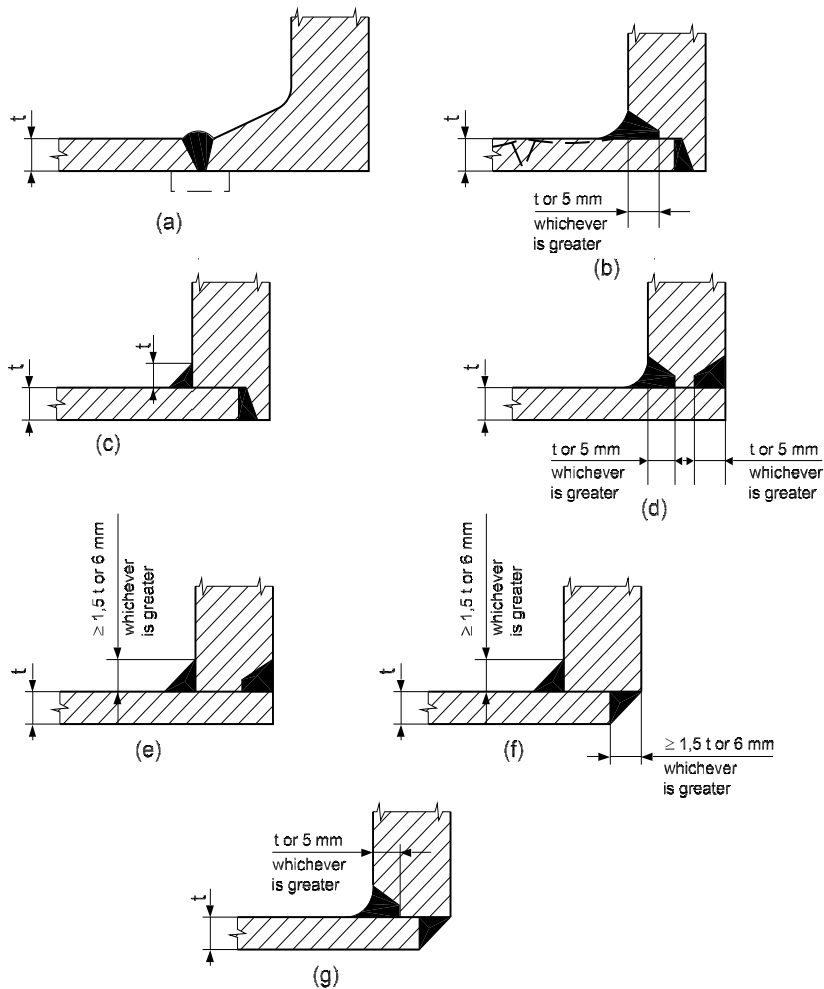 t
(a)
t
t or 5 mm
whichever
is greater
(b)
t
t
(c)
t
t or 5 mm
whichever
is greater
t or 5 mm
whichever
is greater
(d)
≥ 1,5 t or 6 mm
whichever
is greater
t
(e)
≥ 1,5 t or 6 mm
whichever
is greater
t
(f)
≥ 1,5 t or 6 mm
whichever
is greater
t or 5 mm
whichever
is greater
t
(g)